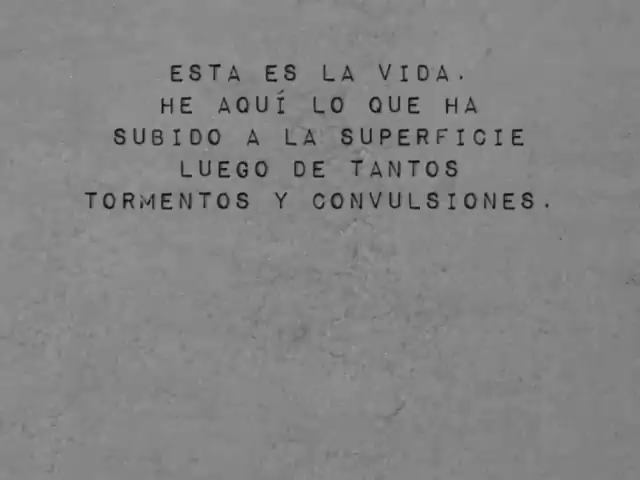 ESTA ES LA VIDA.
HE AQUÍ LO QUE HA
SUBIDO A LA SUPERFICIE
LUEGO DE TANTOS
TORMENTOS Y CONVULSIONES.